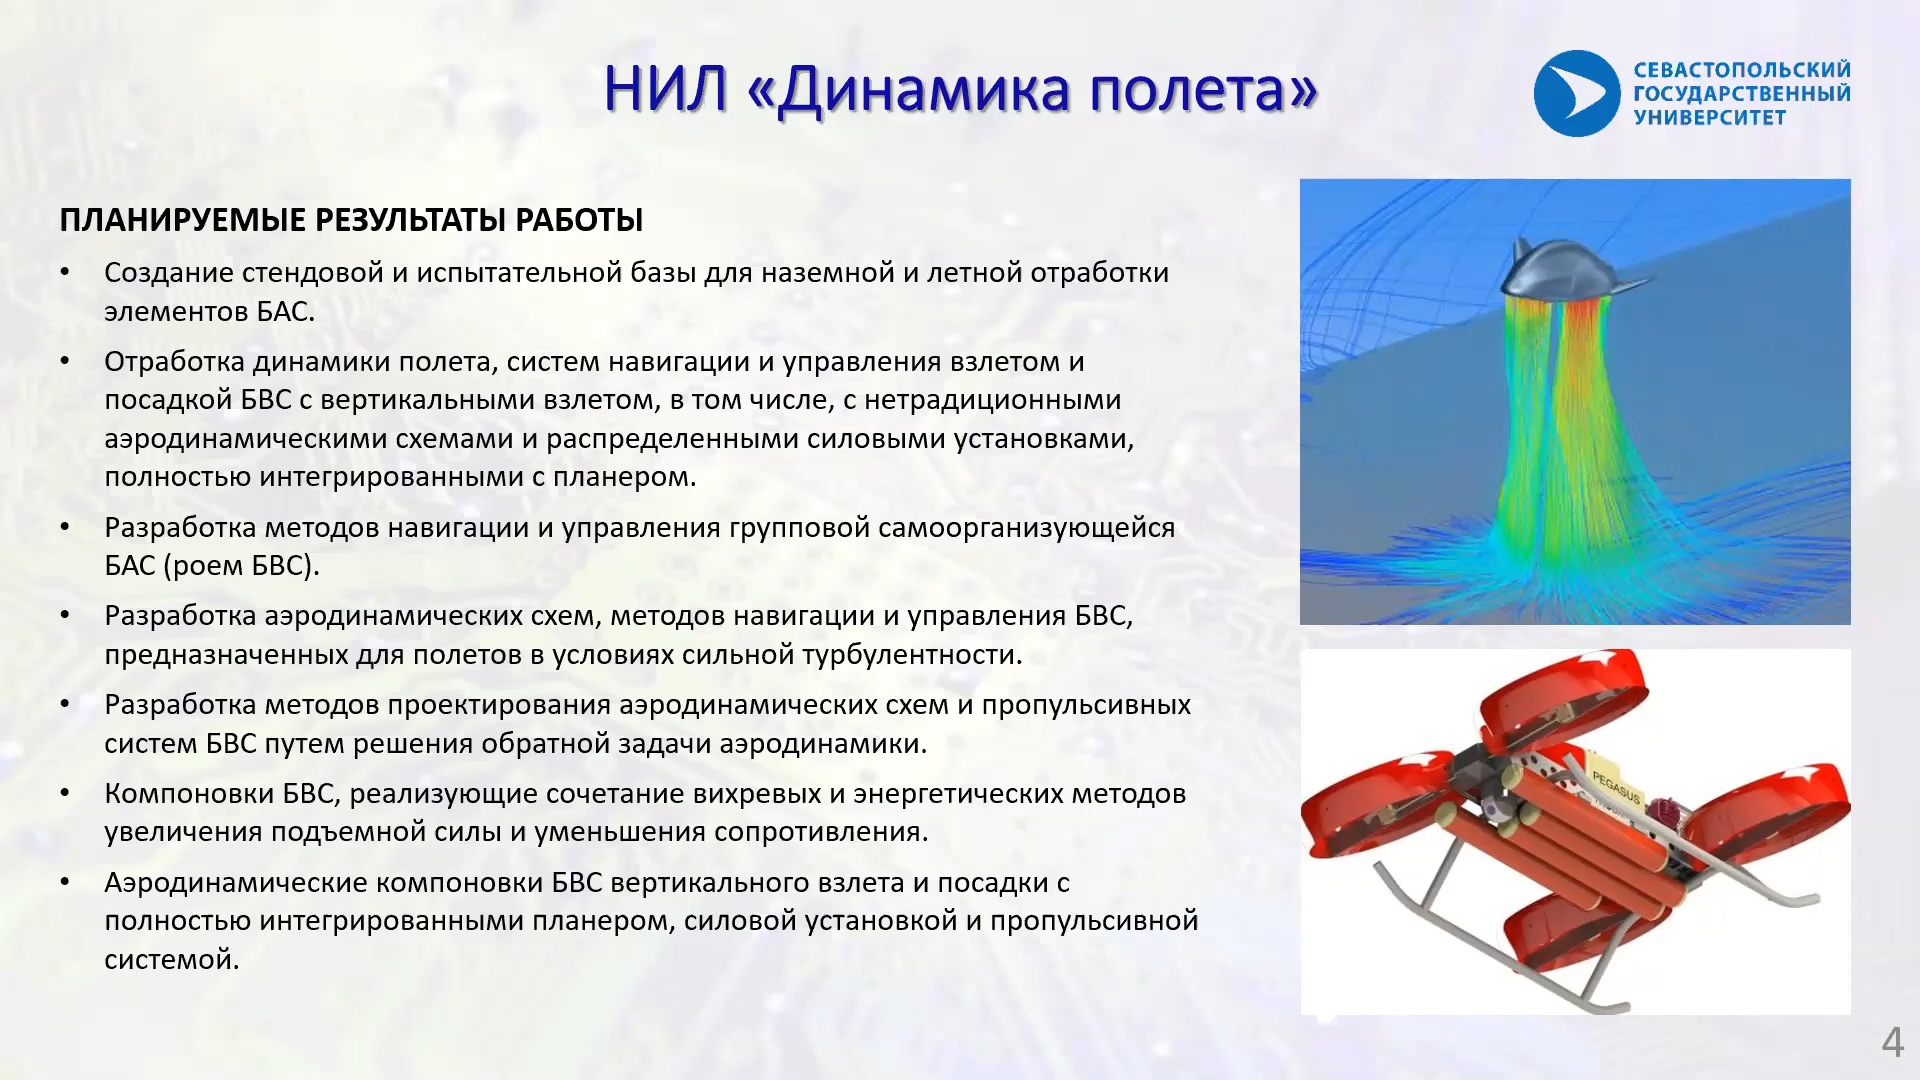 НИЛ «Динамика полета»
СЕВАСТОПОЛЬСКИЙ
ГОСУДАРСТВЕННЫЙ
УНИВЕРСИТЕТ
ПЛАНИРУЕМЫЕ РЕЗУЛЬТАТЫ РАБОТЫ
• Создание стендовой и испытательной базы для наземной и летной отработки
элементов БАС.
• Отработка динамики полета, систем навигации и управления взлетом и
посадкой БВС с вертикальными взлетом, в том числе, с нетрадиционными
аэродинамическими схемами и распределенными силовыми установками,
полностью интегрированными с планером.
• Разработка методов навигации и управления групповой самоорганизующейся
БАС (роем БВС).
• Разработка аэродинамических схем, методов навигации и управления БВС,
предназначенных для полетов в условиях сильной турбулентности.
• Разработка методов проектирования аэродинамических схем и пропульсивных
систем БВС путем решения обратной задачи аэродинамики.
• Компоновки БВС, реализующие сочетание вихревых и энергетических методов
увеличения подъемной силы и уменьшения сопротивления.
• Аэродинамические компоновки БВС вертикального взлета и посадки с
полностью интегрированными планером, силовой установкой и пропульсивной
системой.
PEGASUS
4